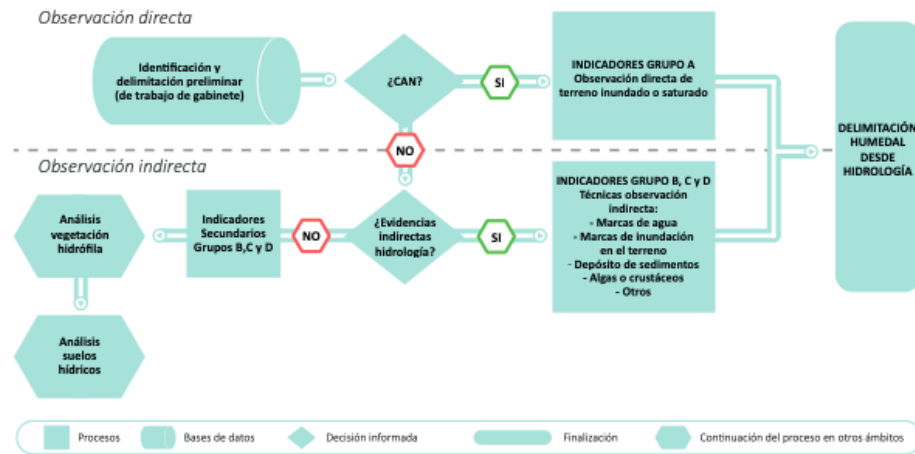 Observación directa
Identificación y
delimitación preliminar
(de trabajo de gabinete)
¿CAN?
SI
INDICADORES GRUPO A
Observación directa de
terreno inundado o saturado
DELIMITACIÓN
HUMEDAL
DESDE
HIDROLOGÍA
NO
Observación indirecta
Análisis
vegetación
hidrófila
Indicadores
Secundarios
Grupos B,C y D
NO
¿Evidencias
indirectas
hidrología?
SI
INDICADORES GRUPO B, C y D
Técnicas observación
indirecta:
- Marcas de agua
- Marcas de inundación
en el terreno
- Depósito de sedimentos
- Algas o crustáceos
- Otros
Análisis
suelos
hídricos
Procesos
Bases de datos
Decisión informada
Finalización
Continuación del proceso en otros ámbitos